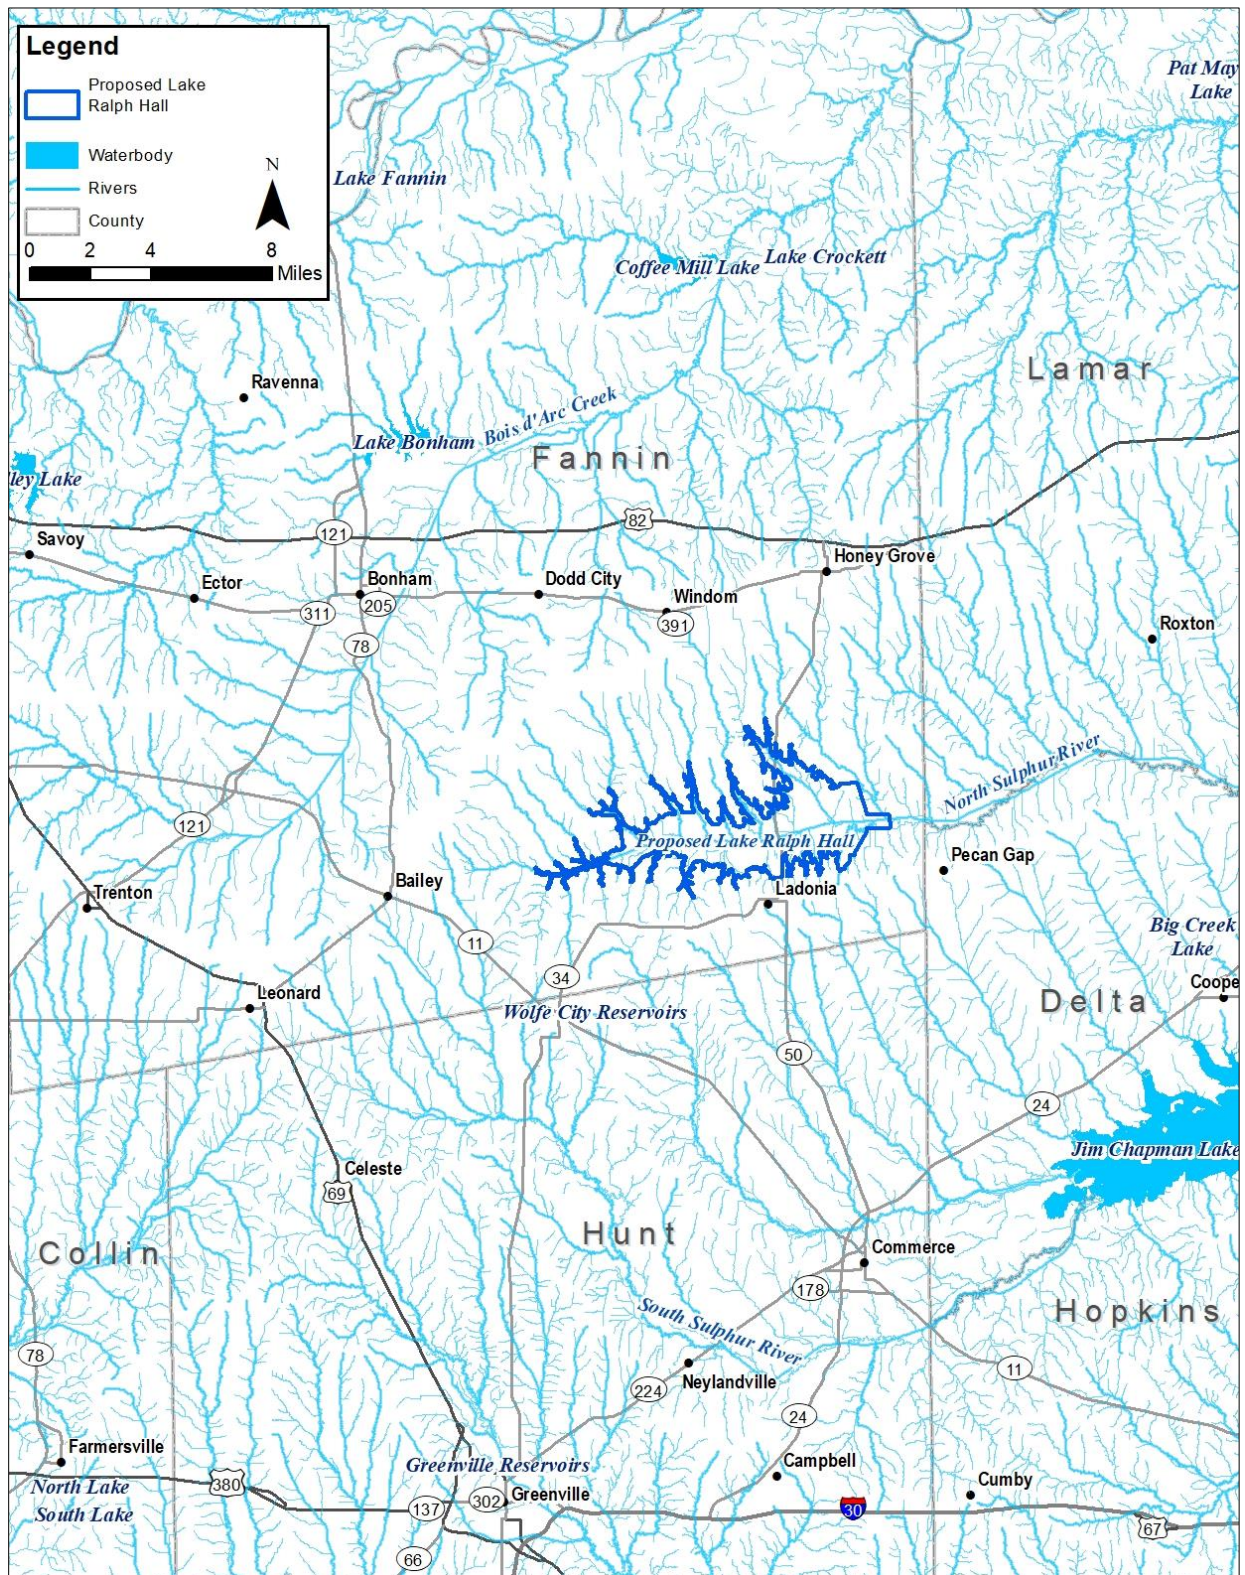 Legend
Proposed Lake
Ralph Hall
Waterbody
Rivers
County
N
0 2 4 8
Miles
Pat May
Lake
Lake Fannin
Coffee Mill Lake
Lake Crockett
Lamar
Ravenna
Lake Bonham
Bois d'Arc Creek
Fannin
ley Lake
82
121
Savoy
Honey Grove
Ector
Bonham
Dodd City
Windom
205
311
391
Roxton
78
North Sulphur River
121
Proposed Lake Ralph Hall
Pecan Gap
Trenton
Bailey
Ladonia
11
Big Creek
Lake
34
Leonard
Coope
Wolfe City Reservoirs
Delta
50
24
Jim Chapman Lake
Celeste
69
Hunt
Collin
Commerce
178
Hopkins
South Sulphur River
78
11
Neylandville
224
24
Farmersville
Greenville Reservoirs
Campbell
North Lake
380
Cumby
South Lake
302
Greenville
137
30
67
66